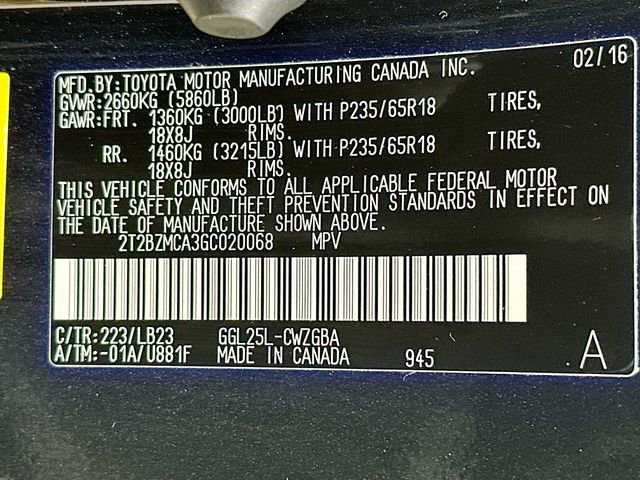 MFD. BY: TOYOTA MOTOR MANUFACTURING CANADA INC. 02/16
GVWR: 2660KG (5860LB)
GAWR: FRT. 1360KG (3000LB) WITH P235/65R18 TIRES,
18X8J RIMS.
RR. 1460KG (3215LB) WITH P235/65R18 TIRES,
18X8J RIMS.
THIS VEHICLE CONFORMS TO ALL APPLICABLE FEDERAL MOTOR
VEHICLE SAFETY AND THEFT PREVENTION STANDARDS IN EFFECT ON
THE DATE OF MANUFACTURE SHOWN ABOVE.
2T2BZMCA3GC020068 MPV
C/TR: 223/LB23 GGL25L-CWZGBA
A/TM: -01A/U881F MADE IN CANADA 945 A